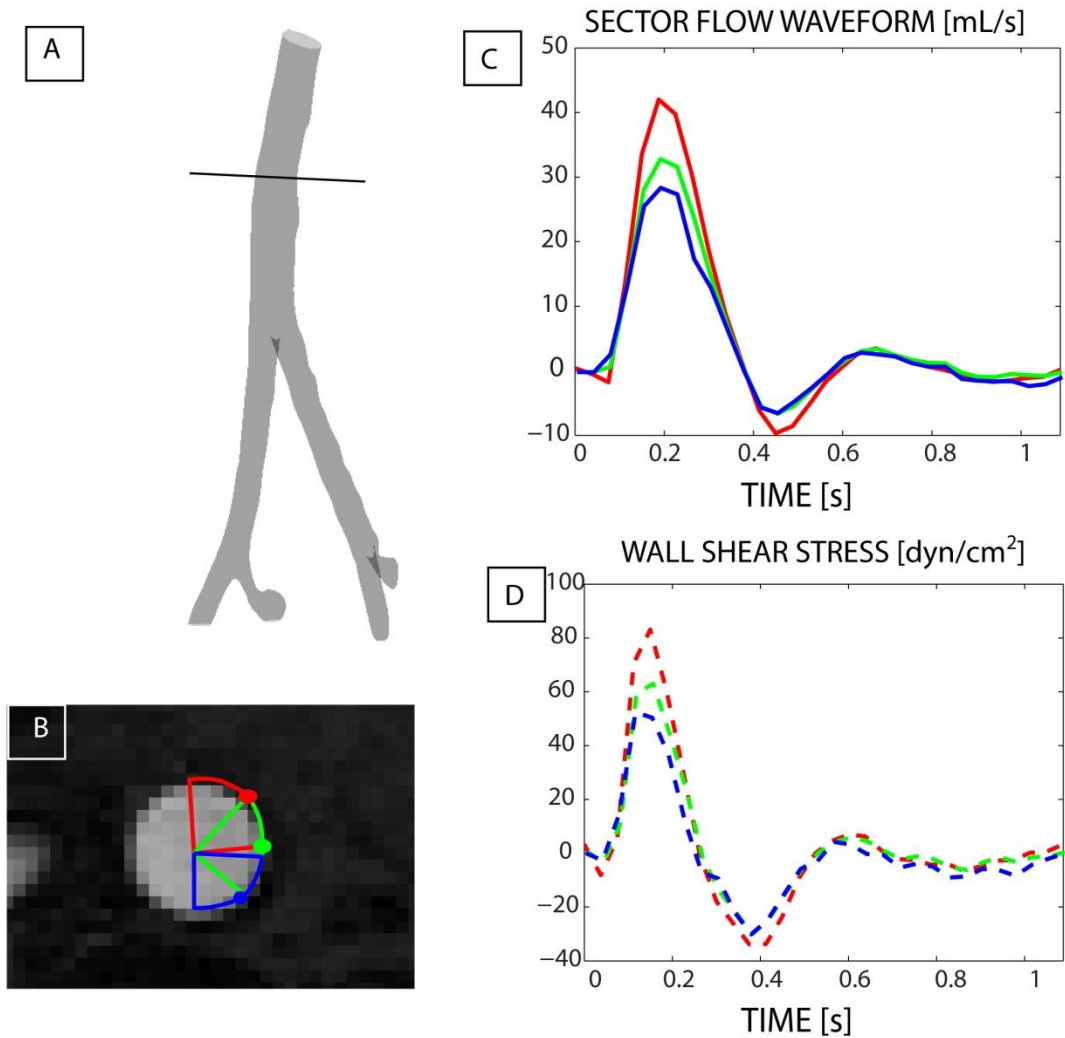 A
B
C
SECTOR FLOW WAVEFORM [mL/s]
50
40
30
20
10
0
−10
0 0.2 0.4 0.6 0.8 1
TIME [s]
D
WALL SHEAR STRESS [dyn/cm²]
100
80
60
40
20
0
−20
−40
0 0.2 0.4 0.6 0.8 1
TIME [s]